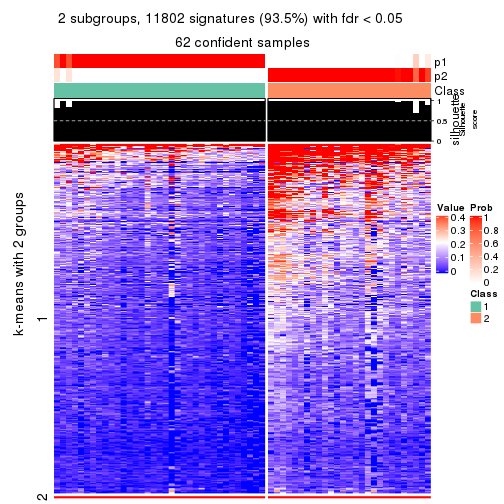 2 subgroups, 11802 signatures (93.5%) with fdr < 0.05
62 confident samples
p1
p2
Class
1
0.5
0
silhouette
Silhouette
score
k-means with 2 groups
1
2
Value
0.4
0.3
0.2
0.1
0
Prob
1
0.8
0.6
0.4
0.2
0
Class
1
2